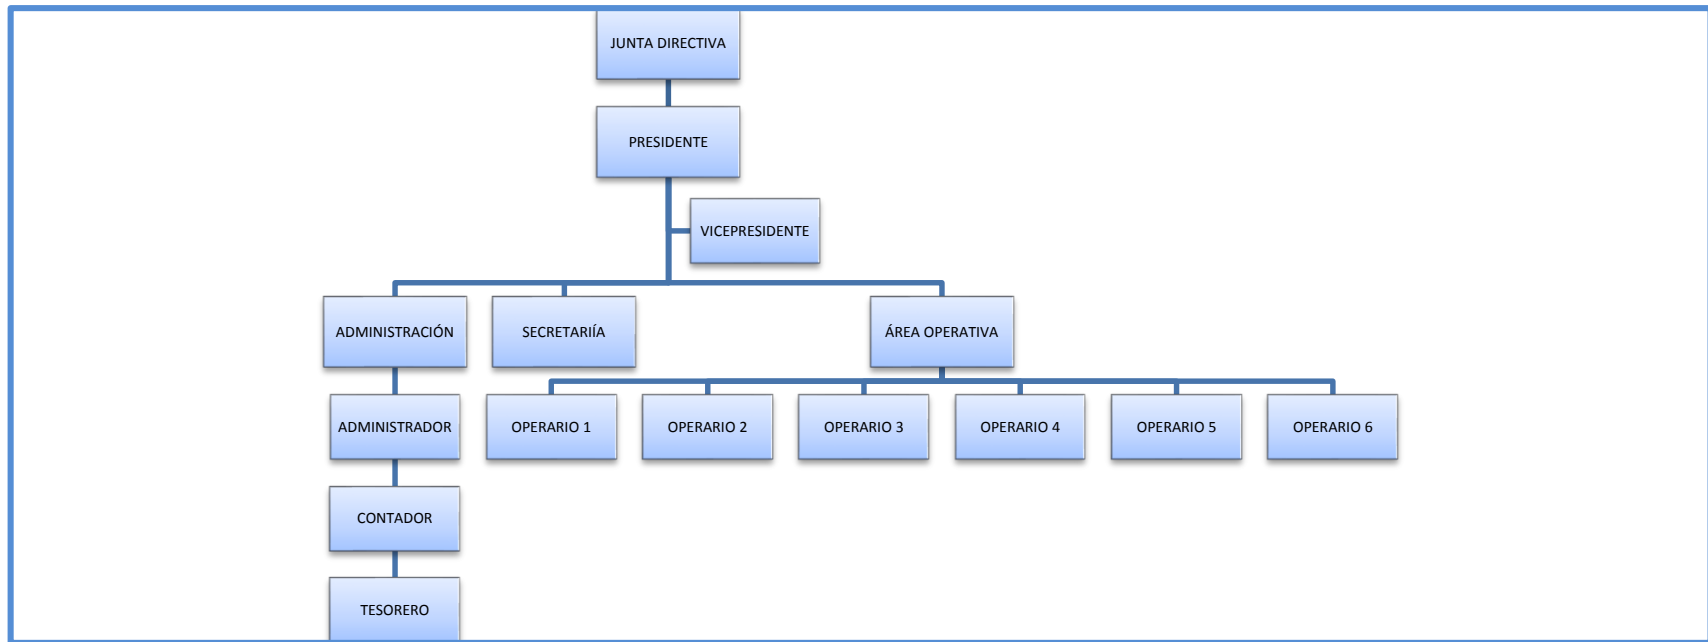 JUNTA DIRECTIVA
PRESIDENTE
VICEPRESIDENTE
ADMINISTRACIÓN
SECRETARIÍA
ÁREA OPERATIVA
ADMINISTRADOR
OPERARIO 1
OPERARIO 2
OPERARIO 3
OPERARIO 4
OPERARIO 5
OPERARIO 6
CONTADOR
TESORERO